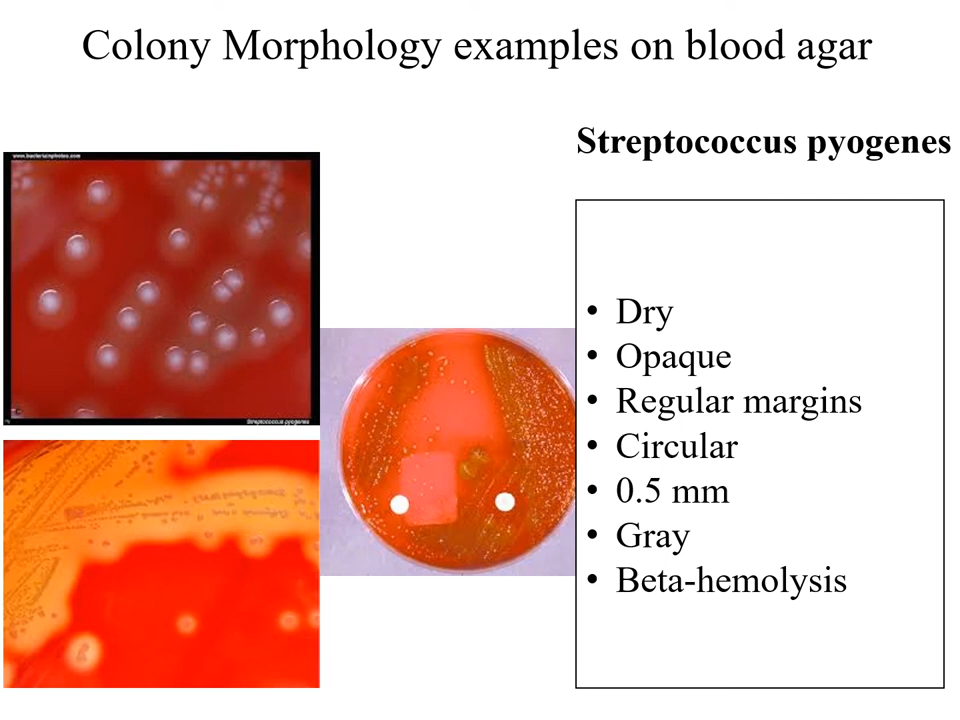 Colony Morphology examples on blood agar
Streptococcus pyogenes
www.bacteriainphotos.com
Streptococcus pyogenes
• Dry
• Opaque
• Regular margins
• Circular
• 0.5 mm
• Gray
• Beta-hemolysis